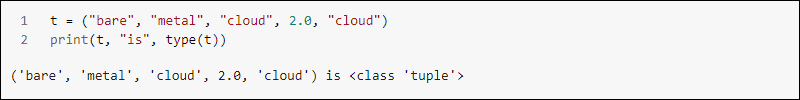 1 t = ("bare", "metal", "cloud", 2.0, "cloud")
2 print(t, "is", type(t))
('bare', 'metal', 'cloud', 2.0, 'cloud') is <class 'tuple'>